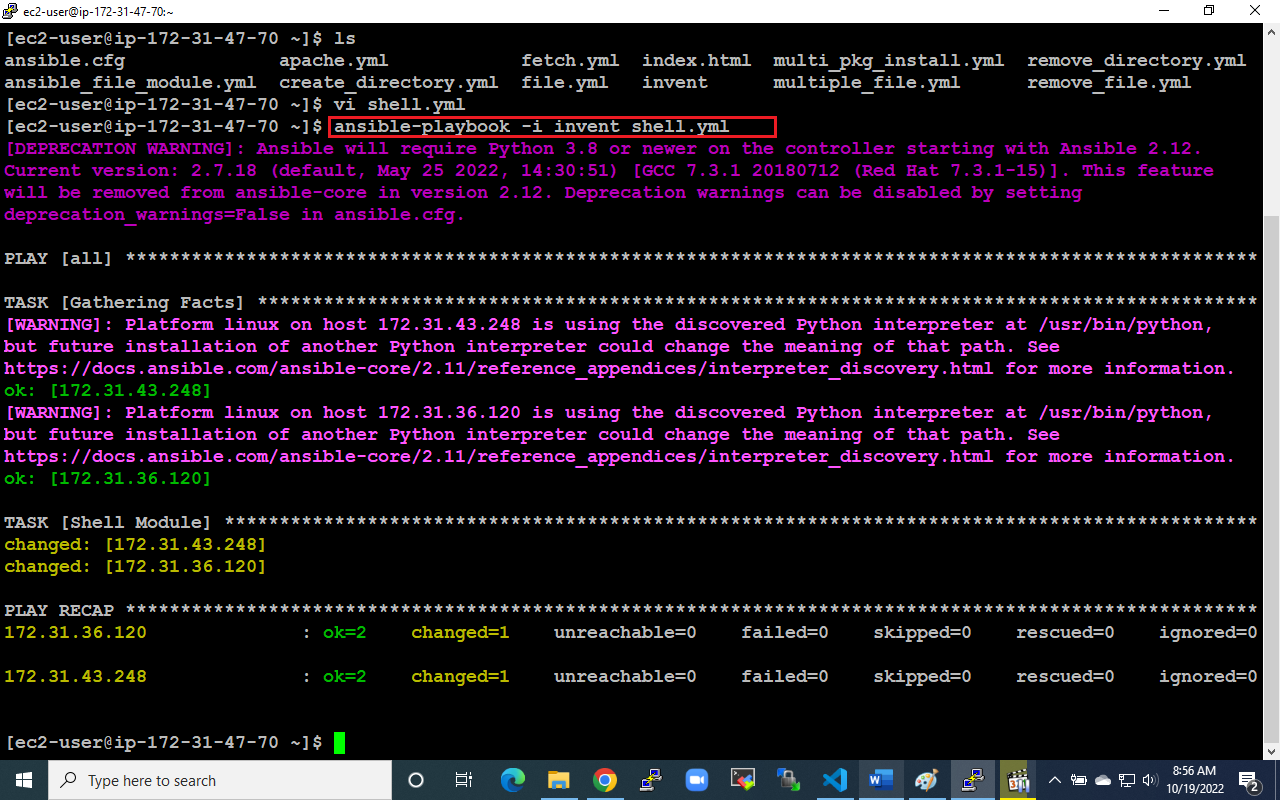 ec2-user@ip-172-31-47-70:~
[ec2-user@ip-172-31-47-70 ~]$ ls
ansible.cfg apache.yml fetch.yml index.html multi_pkg_install.yml remove_directory.yml
ansible_file_module.yml create_directory.yml file.yml invent multiple_file.yml remove_file.yml
[ec2-user@ip-172-31-47-70 ~]$ vi shell.yml
[ec2-user@ip-172-31-47-70 ~]$ ansible-playbook -i invent shell.yml
[DEPRECATION WARNING]: Ansible will require Python 3.8 or newer on the controller starting with Ansible 2.12.
Current version: 2.7.18 (default, May 25 2022, 14:30:51) [GCC 7.3.1 20180712 (Red Hat 7.3.1-15)]. This feature
will be removed from ansible-core in version 2.12. Deprecation warnings can be disabled by setting
deprecation_warnings=False in ansible.cfg.
PLAY [all] *******************************************************************************************************
TASK [Gathering Facts] *******************************************************************************************
[WARNING]: Platform linux on host 172.31.43.248 is using the discovered Python interpreter at /usr/bin/python,
but future installation of another Python interpreter could change the meaning of that path. See
https://docs.ansible.com/ansible-core/2.11/reference_appendices/interpreter_discovery.html for more information.
ok: [172.31.43.248]
[WARNING]: Platform linux on host 172.31.36.120 is using the discovered Python interpreter at /usr/bin/python,
but future installation of another Python interpreter could change the meaning of that path. See
https://docs.ansible.com/ansible-core/2.11/reference_appendices/interpreter_discovery.html for more information.
ok: [172.31.36.120]
TASK [Shell Module] **********************************************************************************************
changed: [172.31.43.248]
changed: [172.31.36.120]
PLAY RECAP *******************************************************************************************************
172.31.36.120 : ok=2 changed=1 unreachable=0 failed=0 skipped=0 rescued=0 ignored=0
172.31.43.248 : ok=2 changed=1 unreachable=0 failed=0 skipped=0 rescued=0 ignored=0
[ec2-user@ip-172-31-47-70 ~]$
Type here to search
8:56 AM
10/19/2022
2